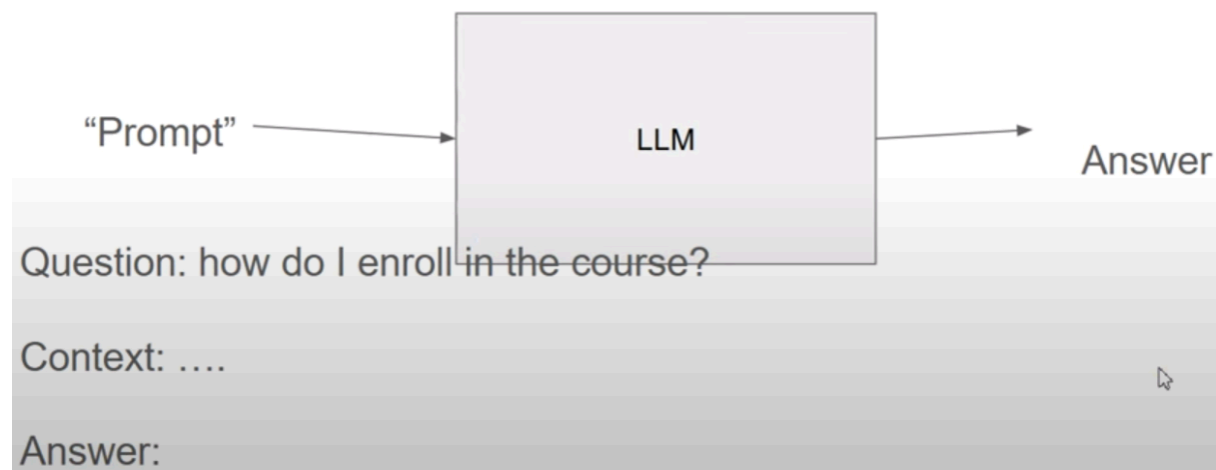 “Prompt”
LLM
Answer
Question: how do I enroll in the course?
Context: ....
Answer: